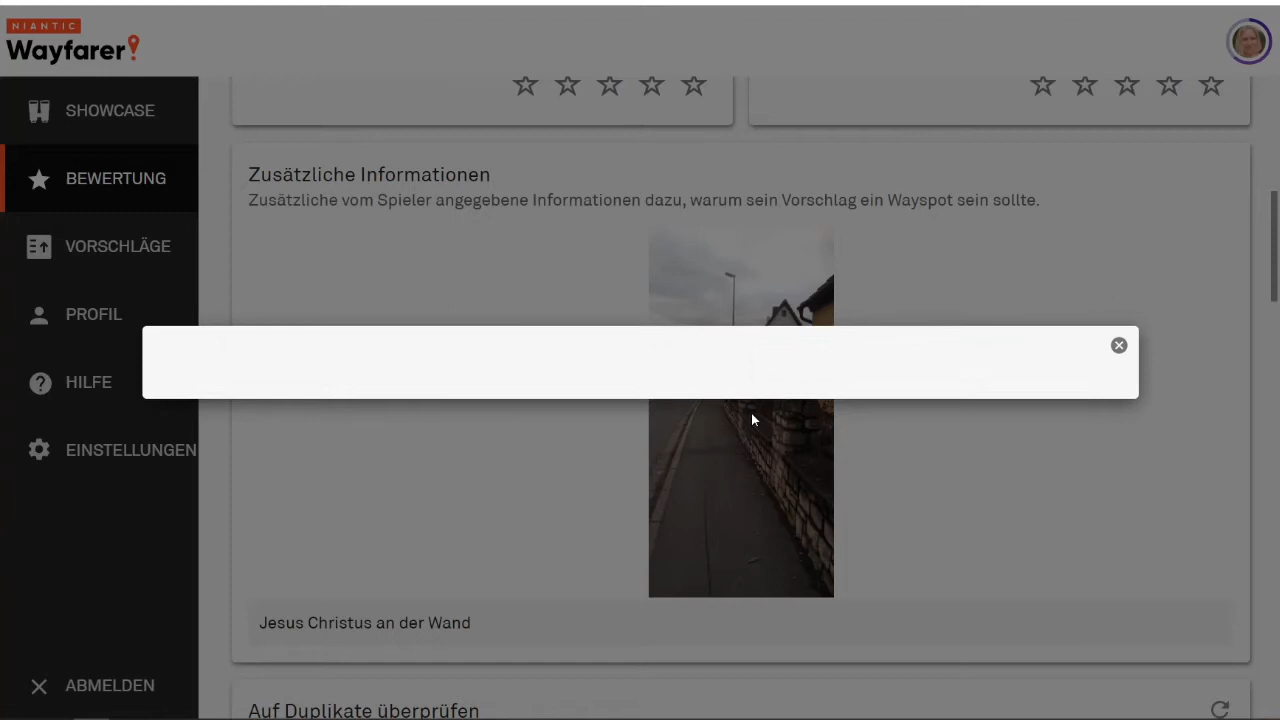 NIANTIC
Wayfarer
SHOWCASE
BEWERTUNG
VORSCHLÄGE
PROFIL
HILFE
EINSTELLUNGEN
ABMELDEN
Zusätzliche Informationen
Zusätzliche vom Spieler angegebene Informationen dazu, warum sein Vorschlag ein Wayspot sein sollte.
Jesus Christus an der Wand
Auf Duplikate überprüfen